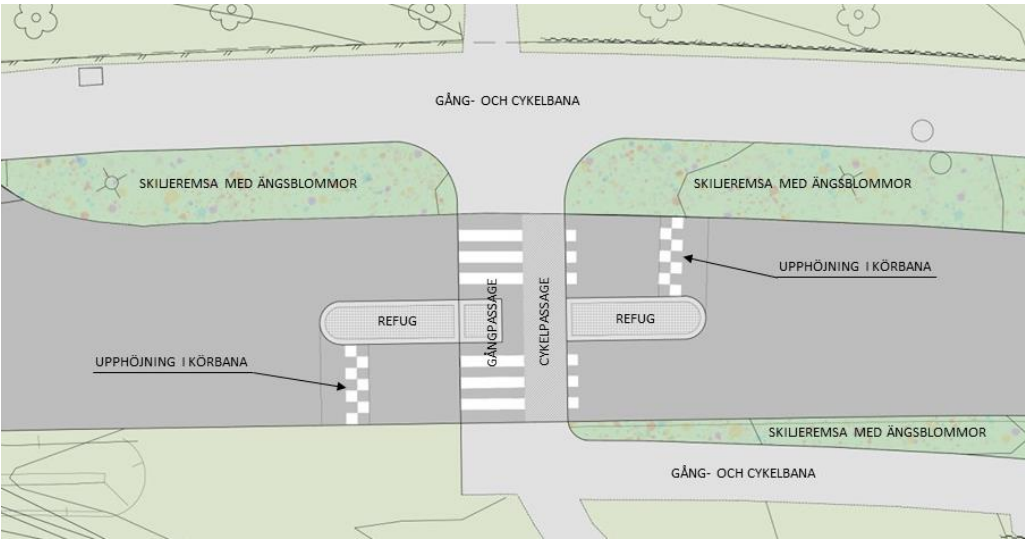 GÅNG- OCH CYKELBANA
SKILJEREMSA MED ÄNGSBLOMMOR
SKILJEREMSA MED ÄNGSBLOMMOR
UPPHÖJNING I KÖRBANA
GÅNGPASSAGE
CYKELPASSAGE
REFUG
REFUG
UPPHÖJNING I KÖRBANA
SKILJEREMSA MED ÄNGSBLOMMOR
GÅNG- OCH CYKELBANA